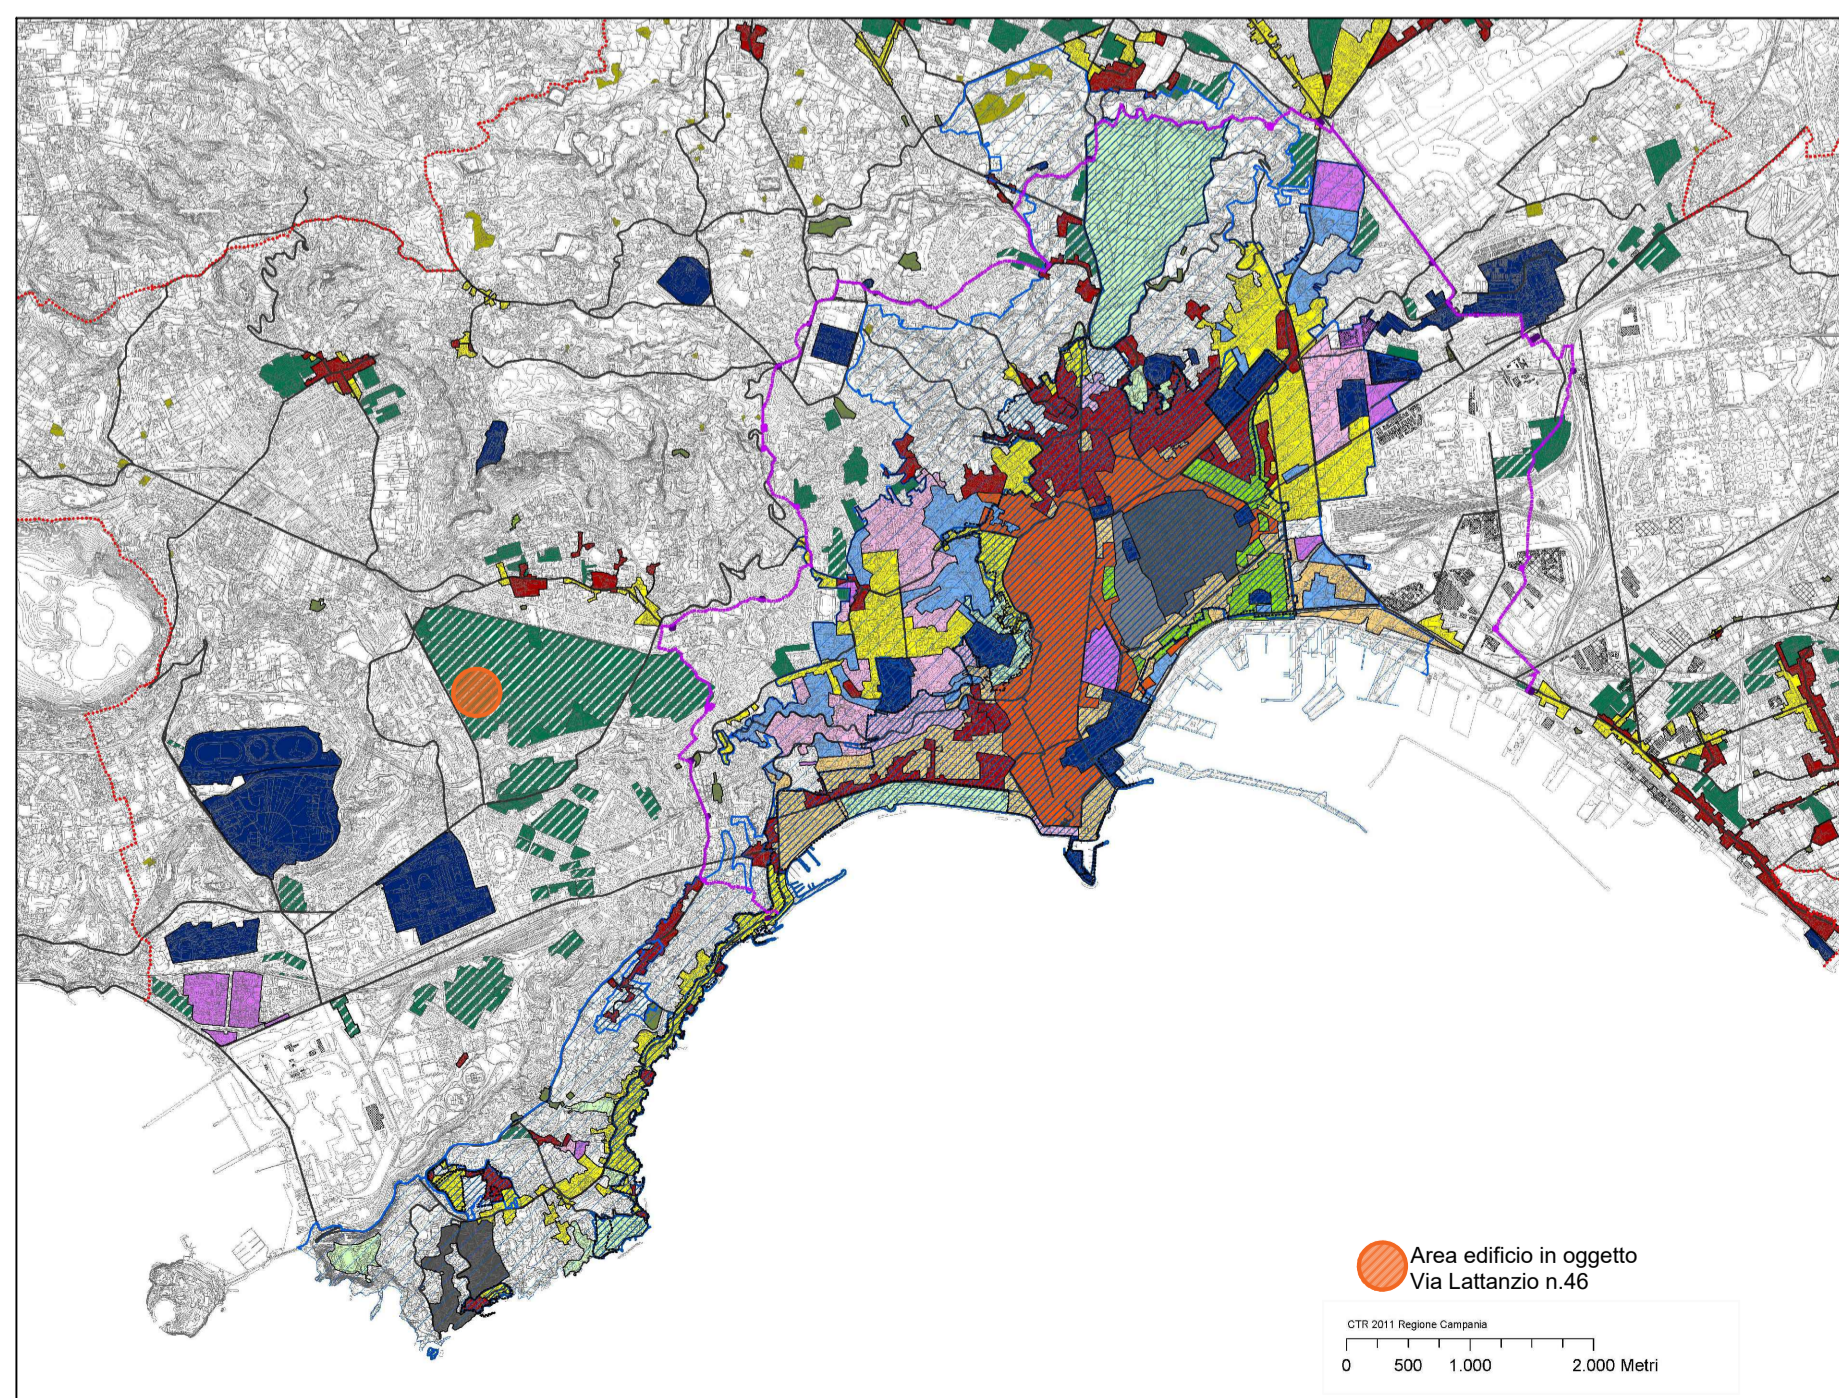 Area edificio in oggetto
Via Lattanzio n.46
CTR 2011 Regione Campania
0 500 1.000 2.000 Metri